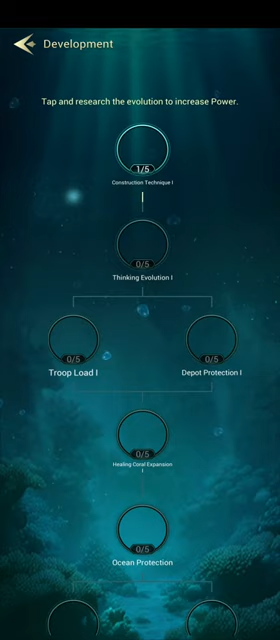 Development
Tap and research the evolution to increase Power.
1/5
Construction Technique I
0/5
Thinking Evolution I
0/5
0/5
Troop Load I
Depot Protection I
0/5
Healing Coral Expansion
0/5
Ocean Protection